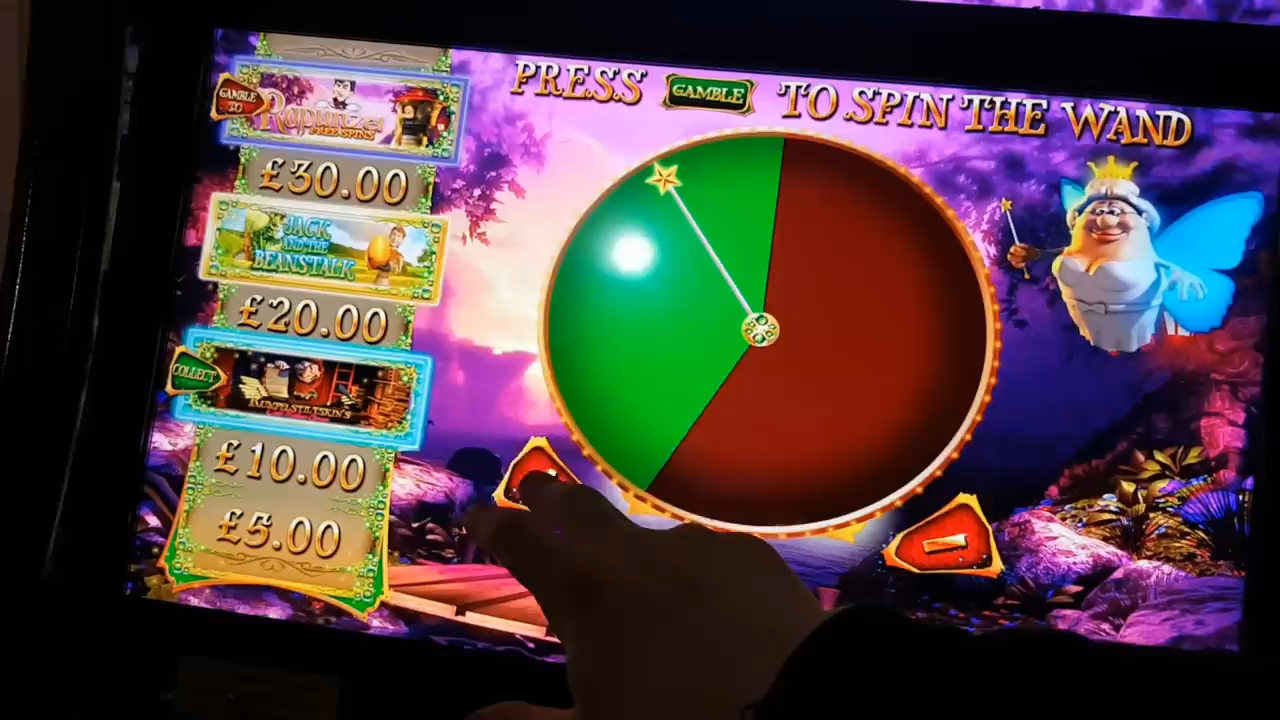 PRESS GAMBLE TO SPIN THE WAND
GAMBLE
TO
Rapunzel
FREE SPINS
£30.00
JACK
AND THE
BEANSTALK
£20.00
COLLECT
RUMPELSTILTSKIN'S
£10.00
£5.00